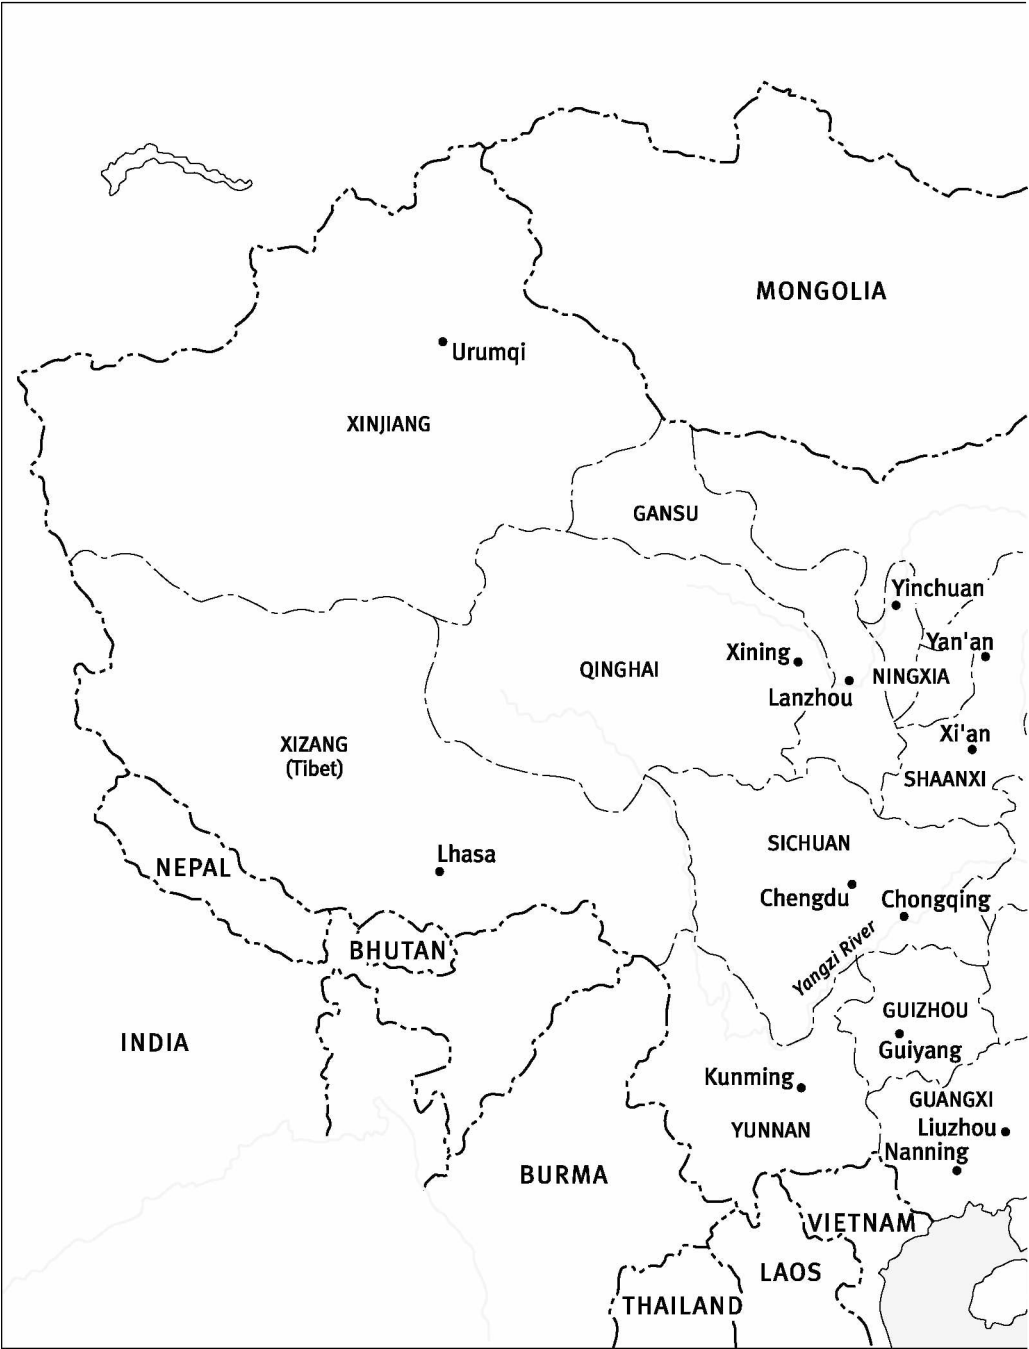 MONGOLIA
Urumqi
XINJIANG
GANSU
Yinchuan
Yan'an
Xining
QINGHAI
NINGXIA
Lanzhou
Xi'an
XIZANG
(Tibet)
SHAANXI
SICHUAN
Lhasa
NEPAL
Chengdu
Chongqing
BHUTAN
Yangzi River
GUIZHOU
INDIA
Guiyang
Kunming
GUANGXI
YUNNAN
Liuzhou
Nanning
BURMA
VIETNAM
LAOS
THAILAND